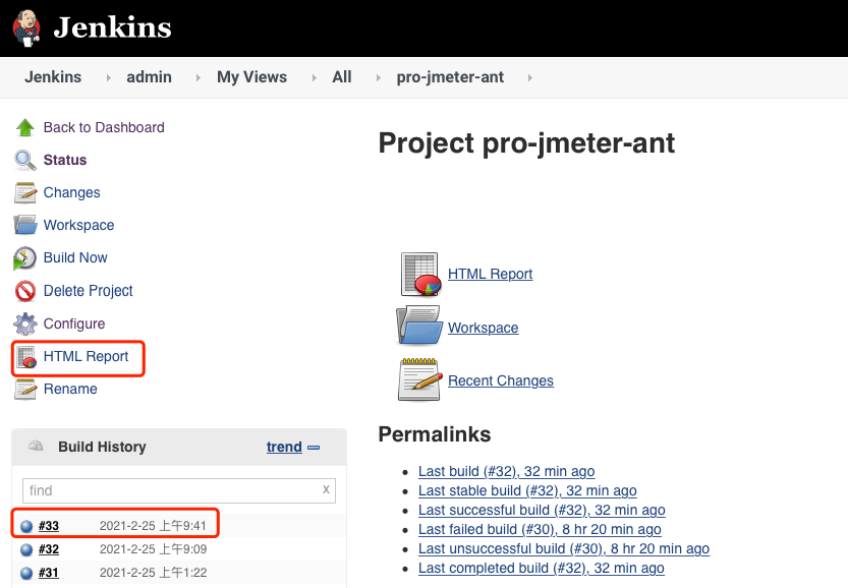 Jenkins
Jenkins admin My Views All pro-jmeter-ant
Back to Dashboard
Status
Changes
Workspace
Build Now
Delete Project
Configure
HTML Report
Rename
Build History trend
find X
#33 2021-2-25 上午9:41
#32 2021-2-25 上午9:09
#31 2021-2-25 上午1:22
Project pro-jmeter-ant
HTML Report
Workspace
Recent Changes
Permalinks
Last build (#32), 32 min ago
Last stable build (#32), 32 min ago
Last successful build (#32), 32 min ago
Last failed build (#30), 8 hr 20 min ago
Last unsuccessful build (#30), 8 hr 20 min ago
Last completed build (#32), 32 min ago